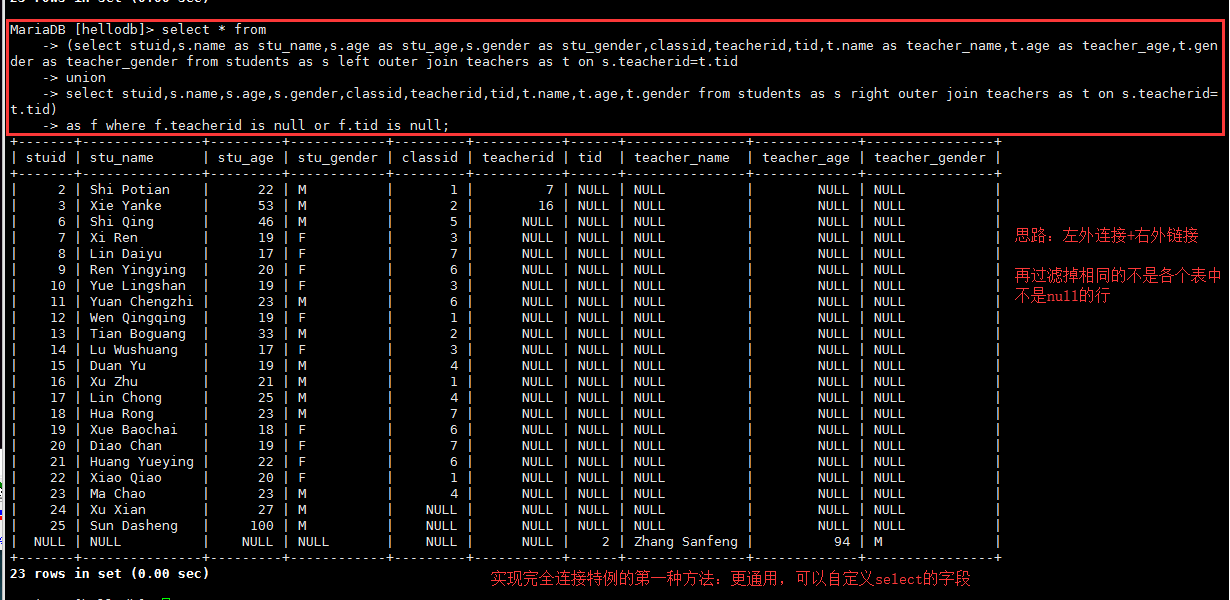 23 rows in set (0.00 sec)
MariaDB [hellodb]> select * from
    -> (select stuid,s.name as stu_name,s.age as stu_age,s.gender as stu_gender,classid,teacherid,tid,t.name as teacher_name,t.age as teacher_age,t.gen
der as teacher_gender from students as s left outer join teachers as t on s.teacherid=t.tid
    -> union
    -> select stuid,s.name,s.age,s.gender,classid,teacherid,tid,t.name,t.age,t.gender from students as s right outer join teachers as t on s.teacherid=
t.tid)
    -> as f where f.teacherid is null or f.tid is null;
+-------+---------------+---------+------------+---------+-----------+------+---------------+-------------+----------------+
| stuid | stu_name      | stu_age | stu_gender | classid | teacherid | tid  | teacher_name  | teacher_age | teacher_gender |
+-------+---------------+---------+------------+---------+-----------+------+---------------+-------------+----------------+
|     2 | Shi Potian    |      22 | M          |       1 |         7 | NULL | NULL          |        NULL | NULL           |
|     3 | Xie Yanke     |      53 | M          |       2 |        16 | NULL | NULL          |        NULL | NULL           |
|     6 | Shi Qing      |      46 | M          |       5 |      NULL | NULL | NULL          |        NULL | NULL           |
|     7 | Xi Ren        |      19 | F          |       3 |      NULL | NULL | NULL          |        NULL | NULL           |
|     8 | Lin Daiyu     |      17 | F          |       7 |      NULL | NULL | NULL          |        NULL | NULL           |
|     9 | Ren Yingying  |      20 | F          |       6 |      NULL | NULL | NULL          |        NULL | NULL           |
|    10 | Yue Lingshan  |      19 | F          |       3 |      NULL | NULL | NULL          |        NULL | NULL           |
|    11 | Yuan Chengzhi |      23 | M          |       6 |      NULL | NULL | NULL          |        NULL | NULL           |
|    12 | Wen Qingqing  |      19 | F          |       1 |      NULL | NULL | NULL          |        NULL | NULL           |
|    13 | Tian Boguang  |      33 | M          |       2 |      NULL | NULL | NULL          |        NULL | NULL           |
|    14 | Lu Wushuang   |      17 | F          |       3 |      NULL | NULL | NULL          |        NULL | NULL           |
|    15 | Duan Yu       |      19 | M          |       4 |      NULL | NULL | NULL          |        NULL | NULL           |
|    16 | Xu Zhu        |      21 | M          |       1 |      NULL | NULL | NULL          |        NULL | NULL           |
|    17 | Lin Chong     |      25 | M          |       4 |      NULL | NULL | NULL          |        NULL | NULL           |
|    18 | Hua Rong      |      23 | M          |       7 |      NULL | NULL | NULL          |        NULL | NULL           |
|    19 | Xue Baochai   |      18 | F          |       6 |      NULL | NULL | NULL          |        NULL | NULL           |
|    20 | Diao Chan     |      19 | F          |       7 |      NULL | NULL | NULL          |        NULL | NULL           |
|    21 | Huang Yueying |      22 | F          |       6 |      NULL | NULL | NULL          |        NULL | NULL           |
|    22 | Xiao Qiao     |      20 | F          |       1 |      NULL | NULL | NULL          |        NULL | NULL           |
|    23 | Ma Chao       |      23 | M          |       4 |      NULL | NULL | NULL          |        NULL | NULL           |
|    24 | Xu Xian       |      27 | M          |    NULL |      NULL | NULL | NULL          |        NULL | NULL           |
|    25 | Sun Dasheng   |     100 | M          |    NULL |      NULL | NULL | NULL          |        NULL | NULL           |
|  NULL | NULL          |    NULL | NULL       |    NULL |      NULL |    2 | Zhang Sanfeng |          94 | M              |
+-------+---------------+---------+------------+---------+-----------+------+---------------+-------------+----------------+
23 rows in set (0.00 sec)
思路：左外连接+右外链接
再过滤掉相同的不是各个表中
不是null的行
实现完全连接特例的第一种方法：更通用，可以自定义select的字段